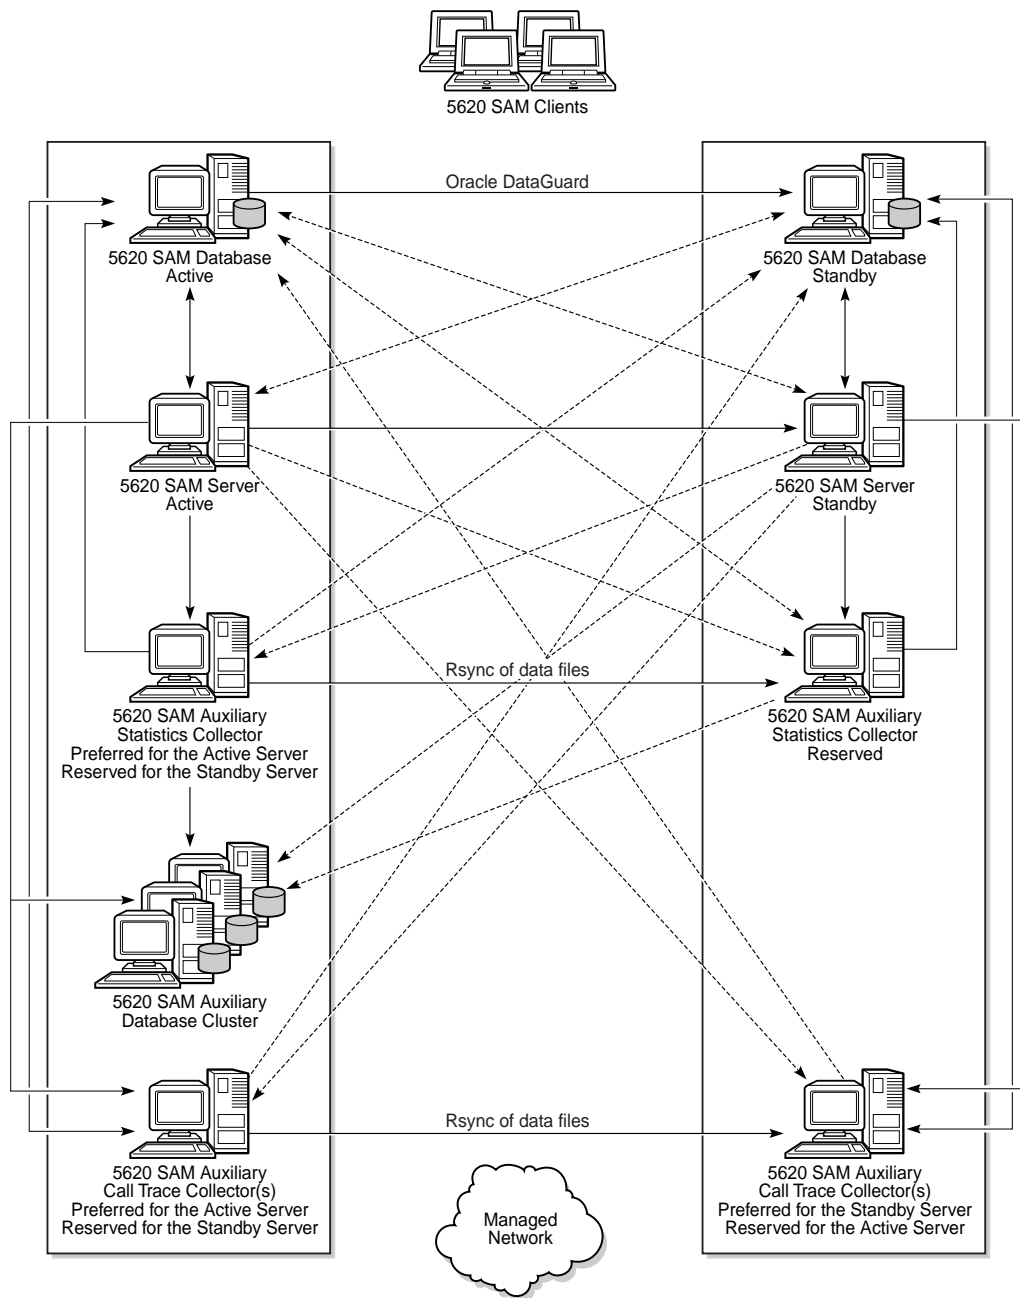 5620 SAM Clients
Oracle DataGuard
5620 SAM Database
Active
5620 SAM Database
Standby
5620 SAM Server
Active
5620 SAM Server
Standby
Rsync of data files
5620 SAM Auxiliary
Statistics Collector
Preferred for the Active Server
Reserved for the Standby Server
5620 SAM Auxiliary
Statistics Collector
Reserved
5620 SAM Auxiliary
Database Cluster
Rsync of data files
5620 SAM Auxiliary
Call Trace Collector(s)
Preferred for the Active Server
Reserved for the Standby Server
5620 SAM Auxiliary
Call Trace Collector(s)
Preferred for the Standby Server
Reserved for the Active Server
Managed
Network